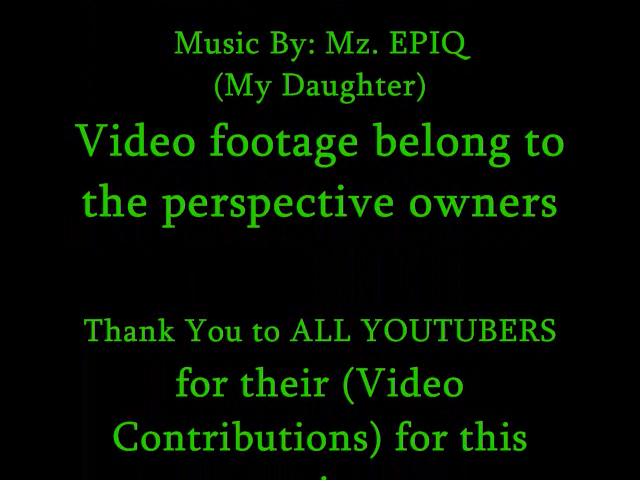 Music By: Mz. EPIQ
(My Daughter)
Video footage belong to
the perspective owners
Thank You to ALL YOUTUBERS
for their (Video
Contributions) for this